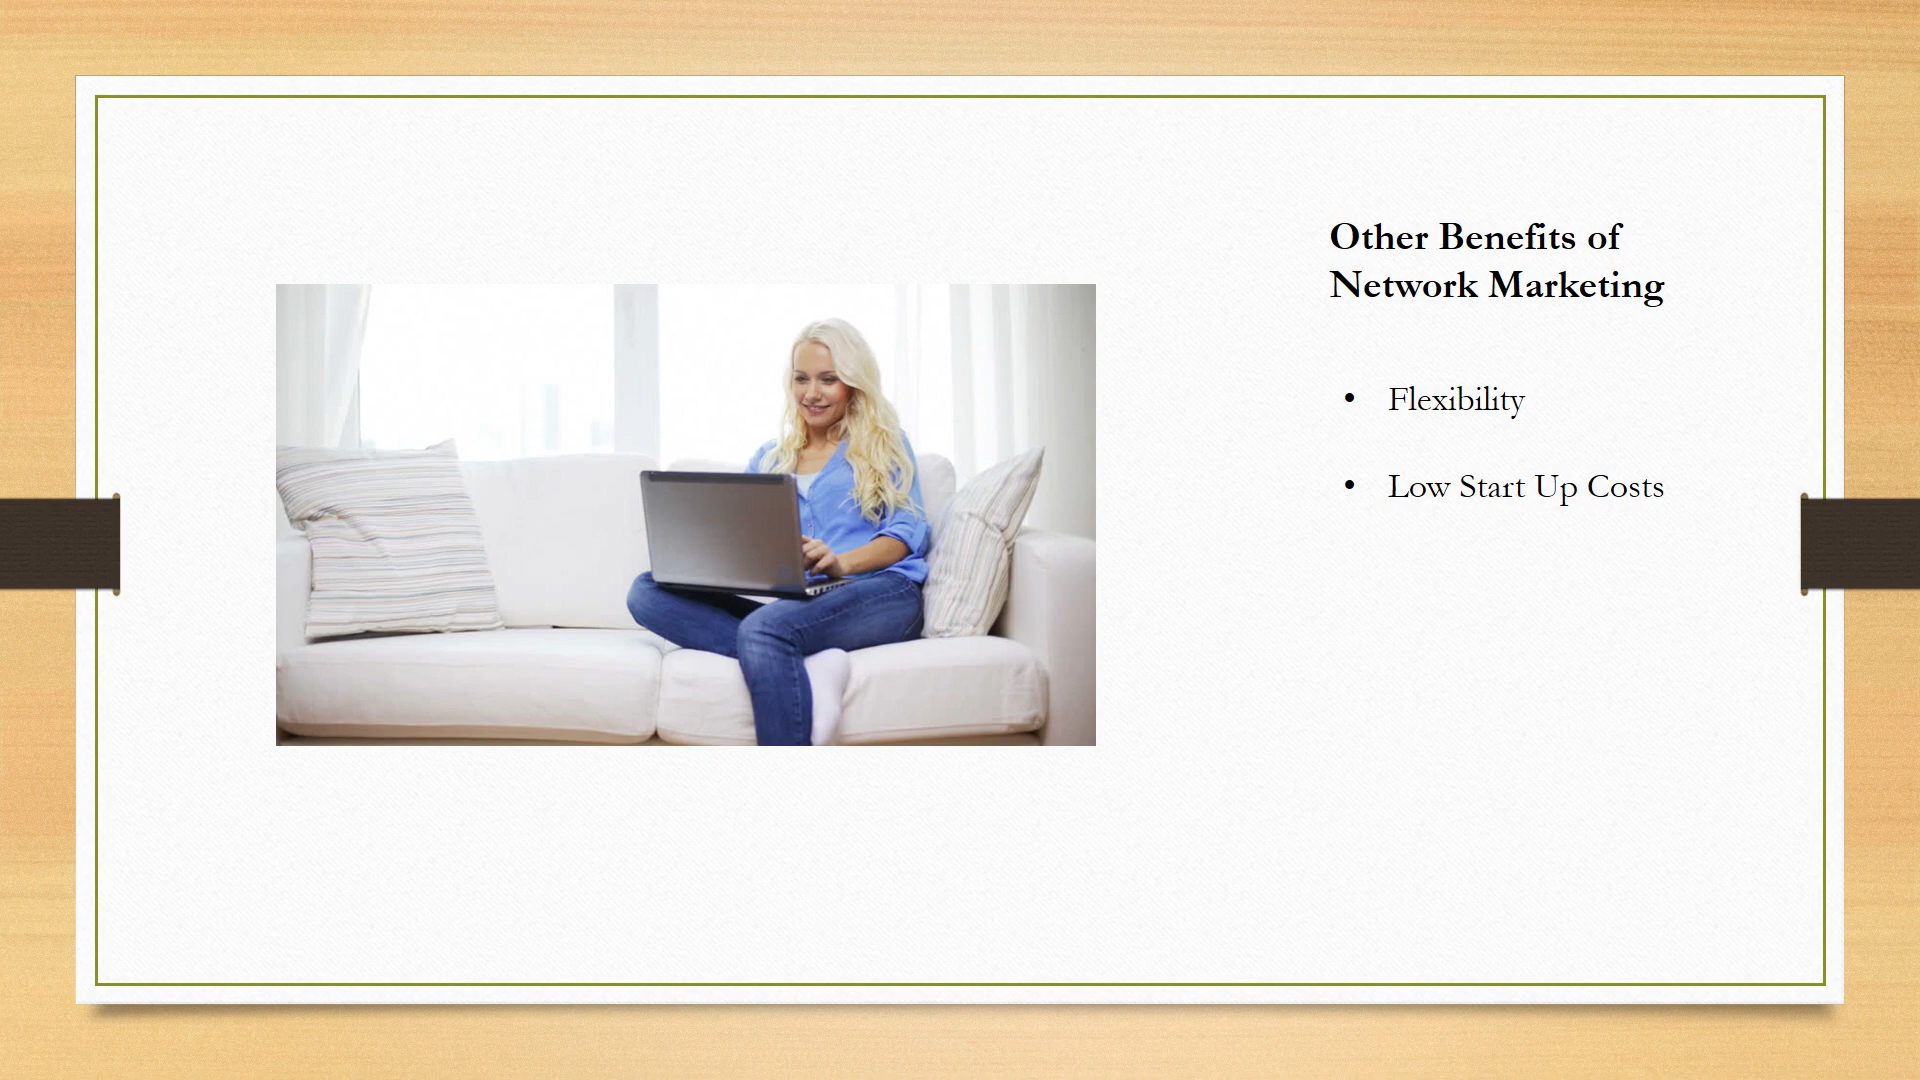 Other Benefits of
Network Marketing
• Flexibility
• Low Start Up Costs